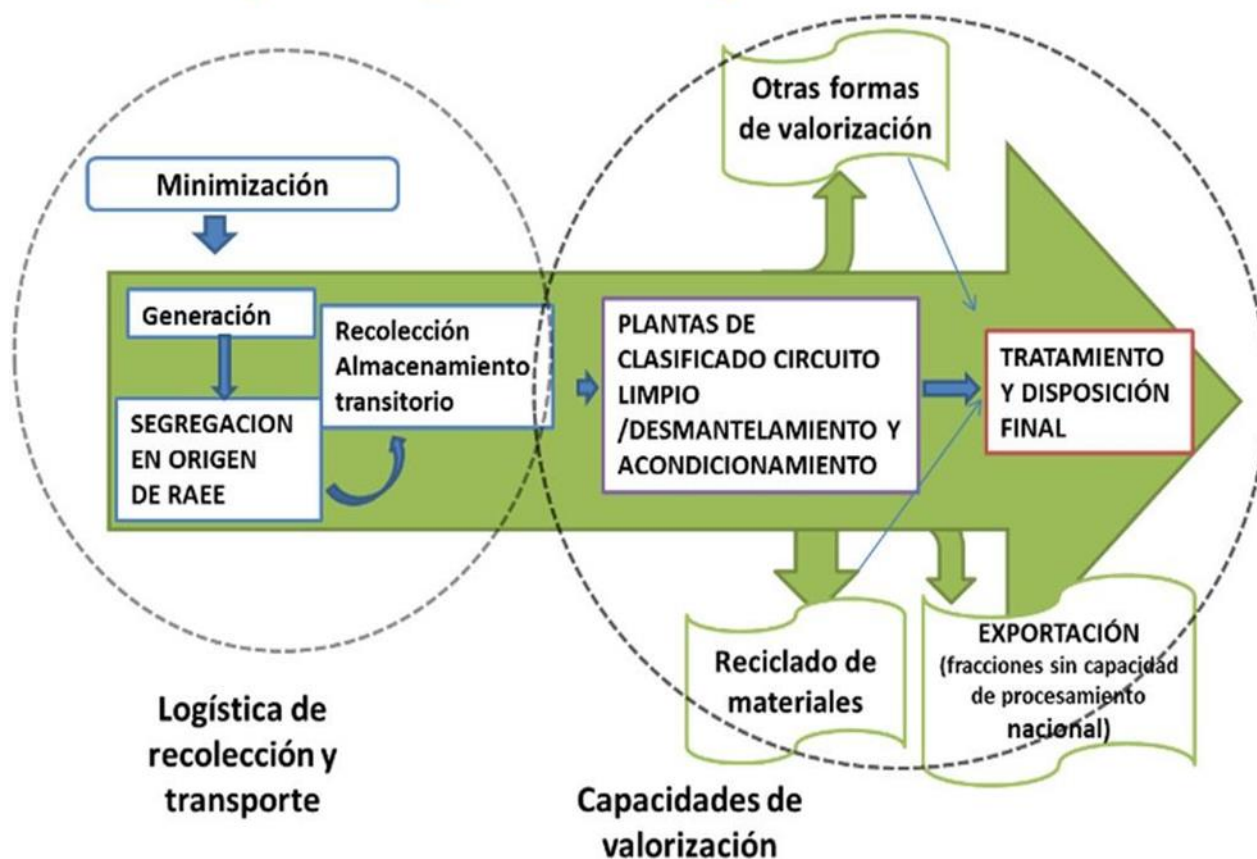 Minimización
Generación
SEGREGACION
EN ORIGEN
DE RAEE
Recolección
Almacenamiento
transitorio
Otras formas
de valorización
PLANTAS DE
CLASIFICADO CIRCUITO
LIMPIO
/DESMANTELAMIENTO Y
ACONDICIONAMIENTO
TRATAMIENTO
Y DISPOSICIÓN
FINAL
Reciclado de
materiales
EXPORTACIÓN
(fracciones sin capacidad
de procesamiento
nacional)
Logística de
recolección y
transporte
Capacidades de
valorización